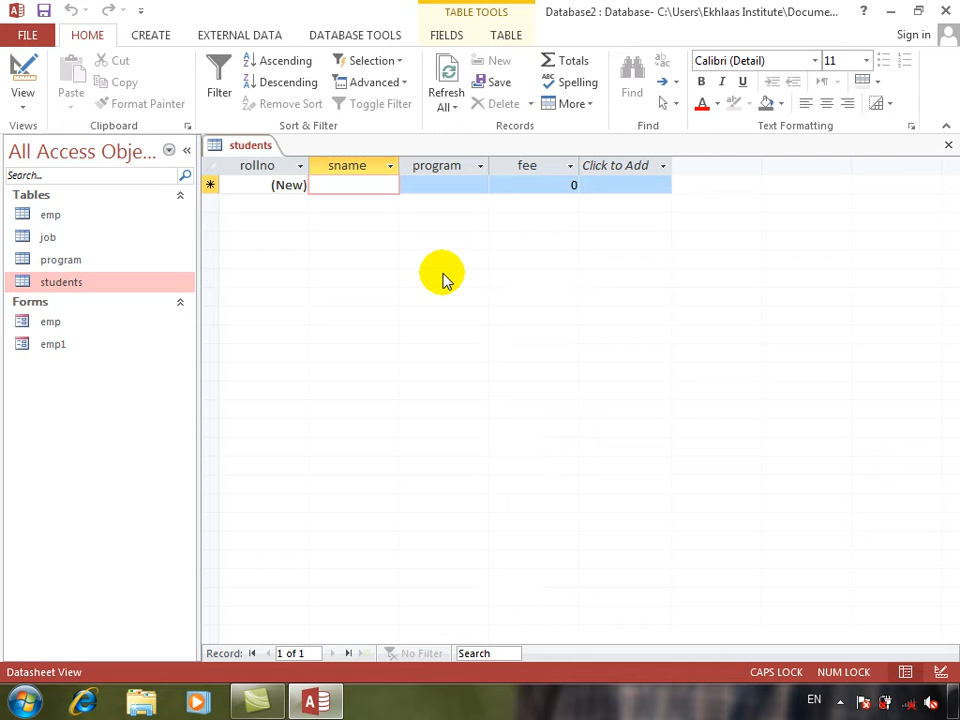 TABLE TOOLS
Database2 : Database- C:\Users\Ekhlaas Institute\Docume...
?
FILE
HOME
CREATE
EXTERNAL DATA
DATABASE TOOLS
FIELDS
TABLE
Sign in
View
Paste
Cut
Copy
Format Painter
Filter
Ascending
Descending
Remove Sort
Selection
Advanced
Toggle Filter
Refresh
All
New
Save
Delete
Totals
Spelling
More
Find
Calibri (Detail)
11
B I U
A
Views
Clipboard
Sort & Filter
Records
Find
Text Formatting
All Access Obje...
Search...
Tables
emp
job
program
students
Forms
emp
emp1
students
rollno sname program fee Click to Add
(New) 0
Record: 1 of 1 No Filter Search
Datasheet View CAPS LOCK NUM LOCK
EN